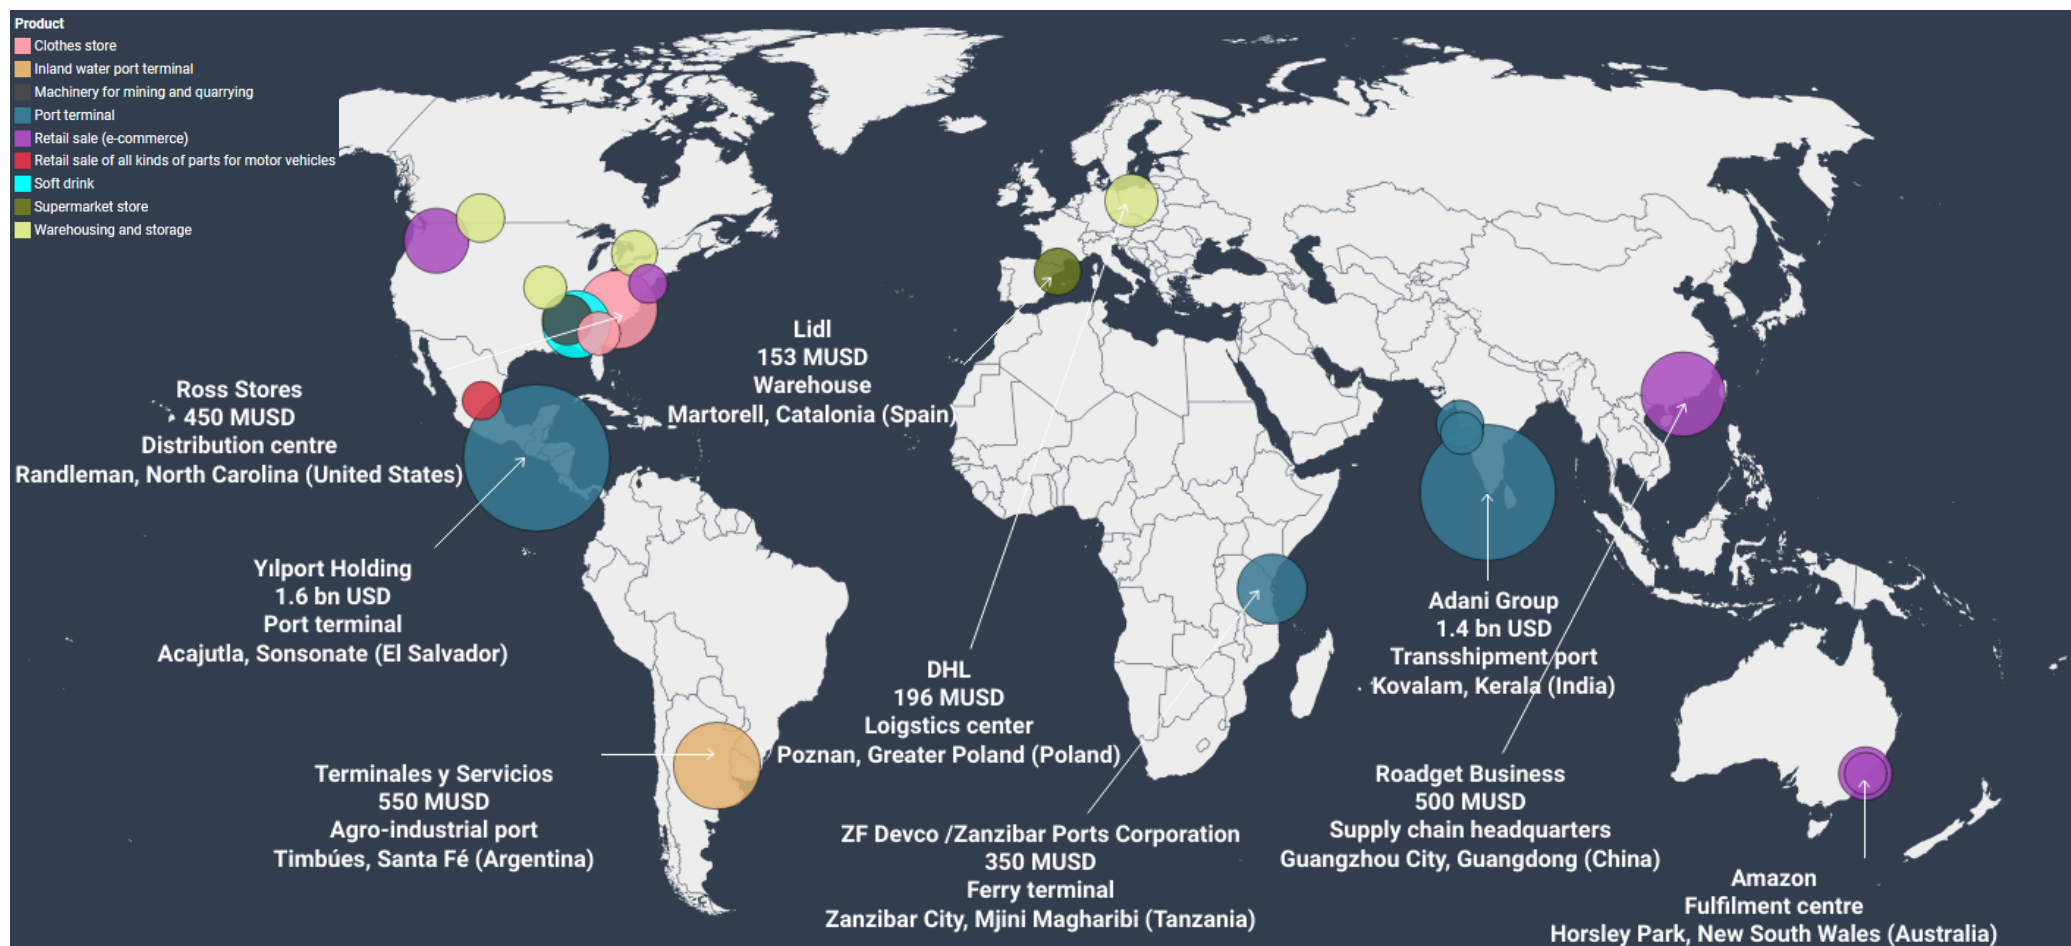 Product
Clothes store
Inland water port terminal
Machinery for mining and quarrying
Port terminal
Retail sale (e-commerce)
Retail sale of all kinds of parts for motor vehicles
Soft drink
Supermarket store
Warehousing and storage
Lidl
153 MUSD
Warehouse
Martorell, Catalonia (Spain)
Ross Stores
450 MUSD
Distribution centre
Randleman, North Carolina (United States)
Yılport Holding
1.6 bn USD
Port terminal
Acajutla, Sonsonate (El Salvador)
Adani Group
1.4 bn USD
Transshipment port
Kovalam, Kerala (India)
DHL
196 MUSD
Loigstics center
Poznan, Greater Poland (Poland)
Terminales y Servicios
550 MUSD
Agro-industrial port
Timbúes, Santa Fé (Argentina)
ZF Devco /Zanzibar Ports Corporation
350 MUSD
Ferry terminal
Zanzibar City, Mjini Magharibi (Tanzania)
Roadget Business
500 MUSD
Supply chain headquarters
Guangzhou City, Guangdong (China)
Amazon
Fulfilment centre
Horsley Park, New South Wales (Australia)